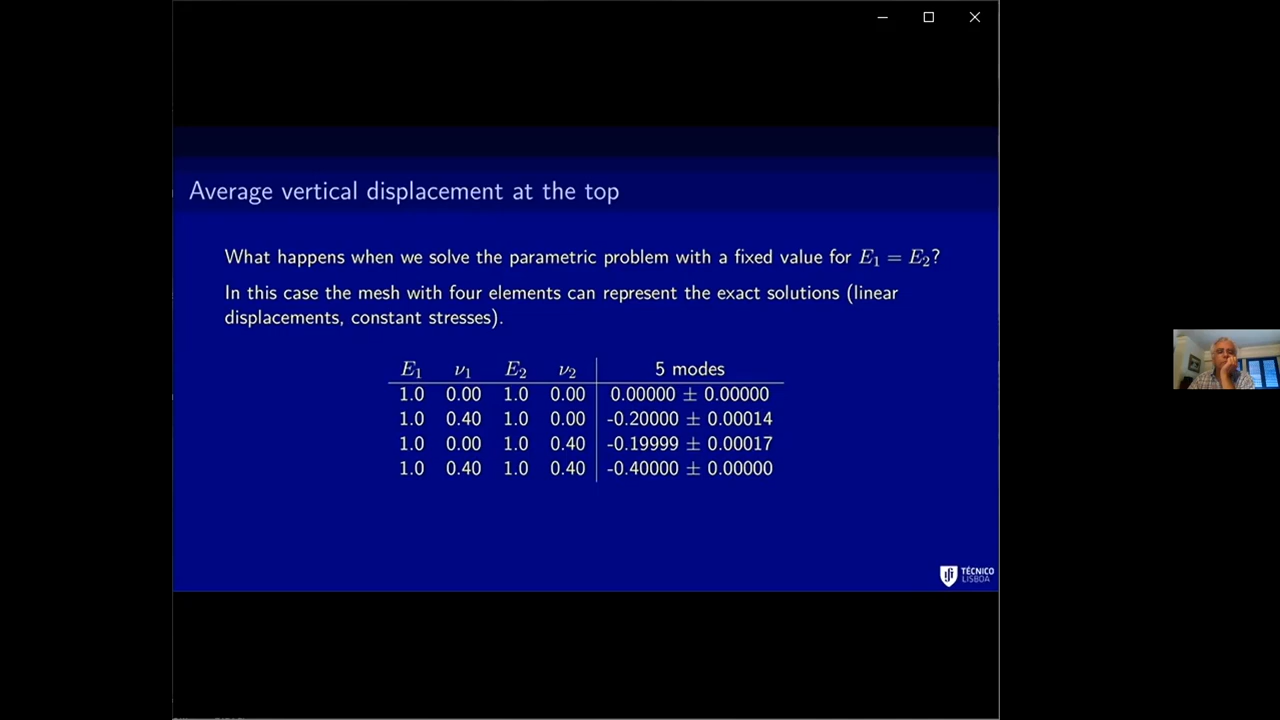 Average vertical displacement at the top
What happens when we solve the parametric problem with a fixed value for E₁ = E₂?
In this case the mesh with four elements can represent the exact solutions (linear
displacements, constant stresses).
E₁ ν₁ E₂ ν₂ 5 modes
1.0 0.00 1.0 0.00 0.00000 ± 0.00000
1.0 0.40 1.0 0.00 -0.20000 ± 0.00014
1.0 0.00 1.0 0.40 -0.19999 ± 0.00017
1.0 0.40 1.0 0.40 -0.40000 ± 0.00000
TÉCNICO
LISBOA